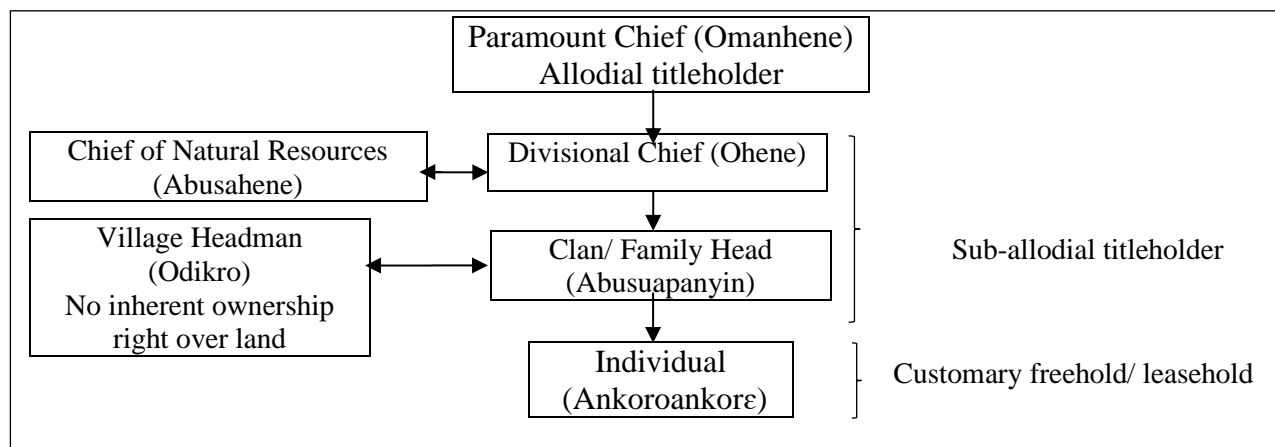 Paramount Chief (Omanhene)
Allodial titleholder
Chief of Natural Resources
(Abusahene)
Divisional Chief (Ohene)
Village Headman
(Odikro)
No inherent ownership
right over land
Clan/ Family Head
(Abusuapanyin)
Sub-allodial titleholder
Individual
(Ankoroankorɛ)
Customary freehold/ leasehold